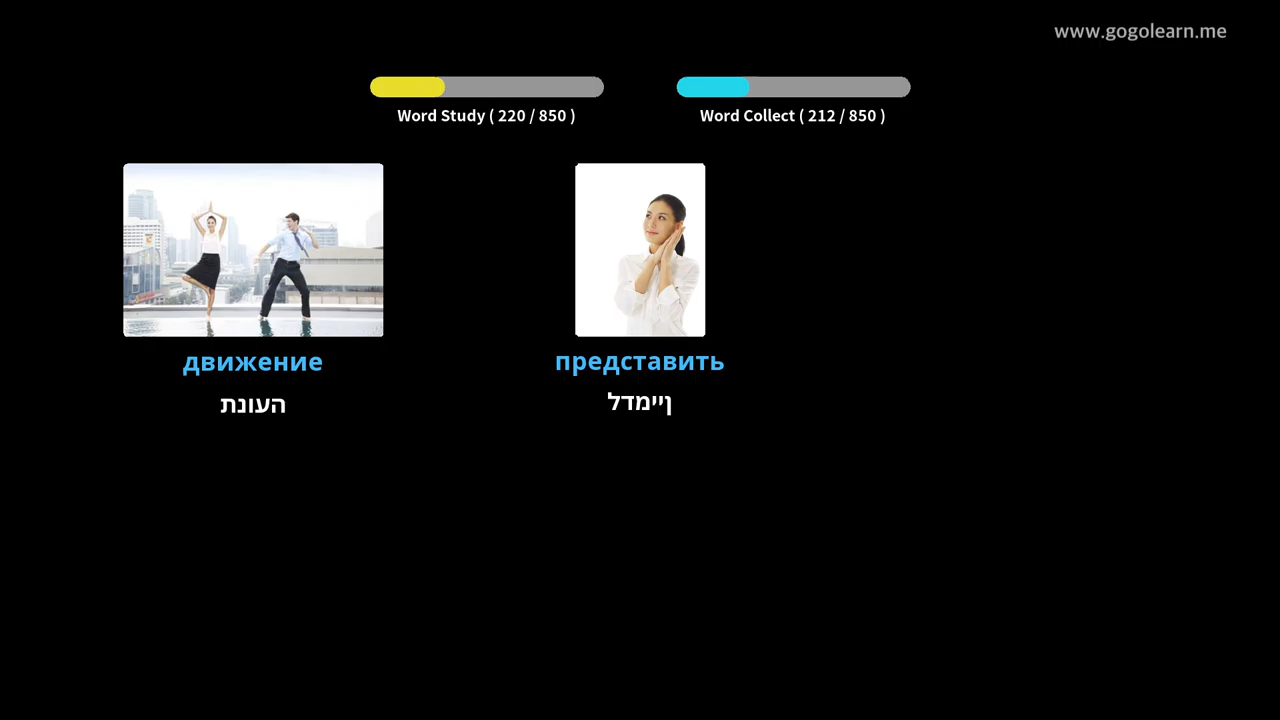 www.gogolearn.me
Word Study ( 220 / 850 )
Word Collect ( 212 / 850 )
движение
העונת
представить
ןיימדל